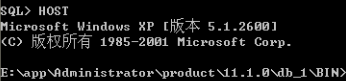 SQL> HOST
Microsoft Windows XP [版本 5.1.2600]
(C) 版权所有 1985-2001 Microsoft Corp.
E:\app\Administrator\product\11.1.0\db_1\BIN>